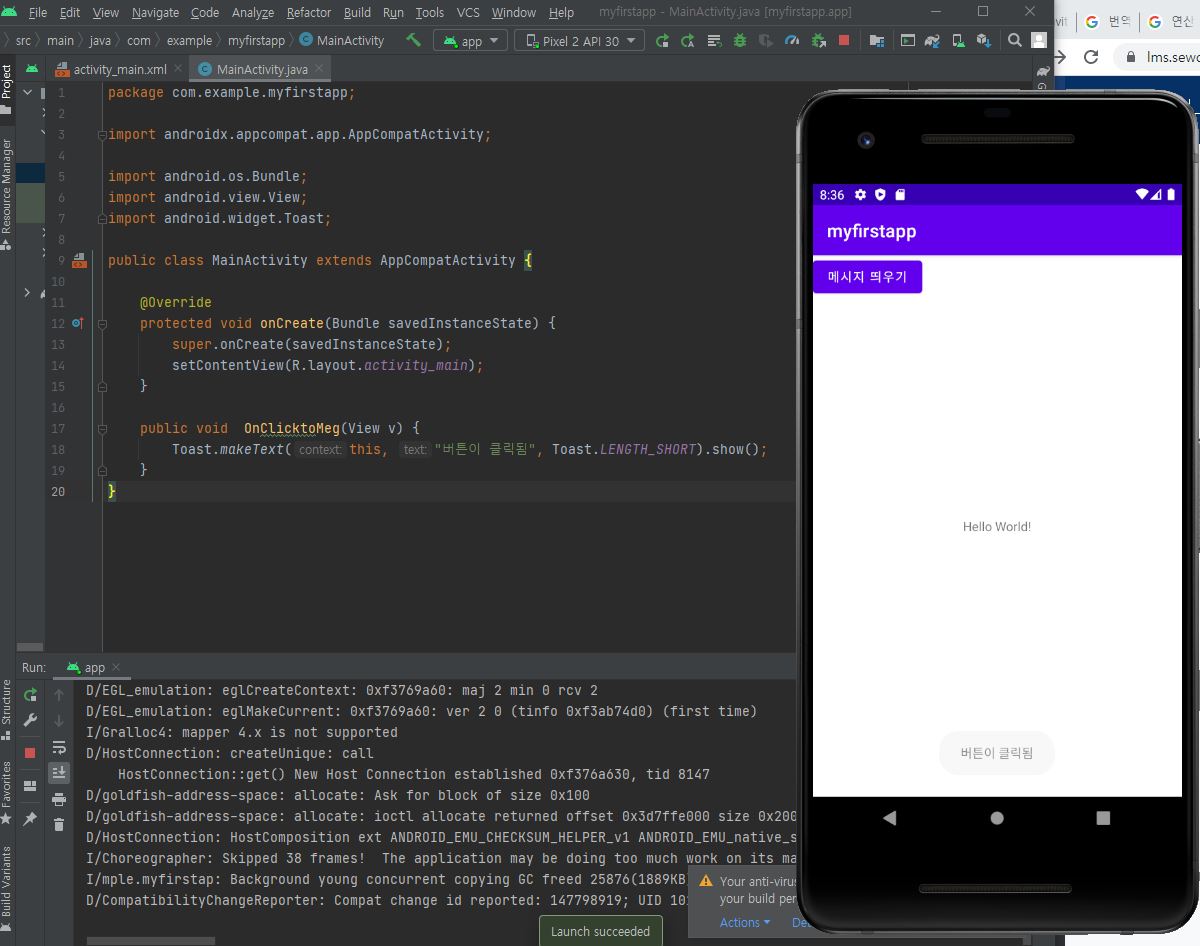 File Edit View Navigate Code Analyze Refactor Build Run Tools VCS Window Help myfirstapp - MainActivity.java [myfirstapp.app]
번역
연산
src main java com example myfirstapp MainActivity app Pixel 2 API 30
lms.sewo
activity_main.xml
MainActivity.java
Project
Resource Manager
Structure
Favorites
Build Variants
1 package com.example.myfirstapp;
2
3 import androidx.appcompat.app.AppCompatActivity;
4
5 import android.os.Bundle;
6 import android.view.View;
7 import android.widget.Toast;
8
9 public class MainActivity extends AppCompatActivity {
10
11 @Override
12 protected void onCreate(Bundle savedInstanceState) {
13 super.onCreate(savedInstanceState);
14 setContentView(R.layout.activity_main);
15 }
16
17 public void OnClicktoMeg(View v) {
18 Toast.makeText( context: this, text: "버튼이 클릭됨", Toast.LENGTH_SHORT).show();
19 }
20 }
8:36
myfirstapp
메시지 띄우기
Hello World!
버튼이 클릭됨
Run: app
D/EGL_emulation: eglCreateContext: 0xf3769a60: maj 2 min 0 rcv 2
D/EGL_emulation: eglMakeCurrent: 0xf3769a60: ver 2 0 (tinfo 0xf3ab74d0) (first time)
I/Gralloc4: mapper 4.x is not supported
D/HostConnection: createUnique: call
HostConnection::get() New Host Connection established 0xf376a630, tid 8147
D/goldfish-address-space: allocate: Ask for block of size 0x100
D/goldfish-address-space: allocate: ioctl allocate returned offset 0x3d7ffe000 size 0x200
D/HostConnection: HostComposition ext ANDROID_EMU_CHECKSUM_HELPER_v1 ANDROID_EMU_native_s
I/Choreographer: Skipped 38 frames! The application may be doing too much work on its ma
I/mple.myfirstap: Background young concurrent copying GC freed 25876(1889KB)
D/CompatibilityChangeReporter: Compat change id reported: 147798919; UID 101
Your anti-virus
your build per
Actions
Launch succeeded